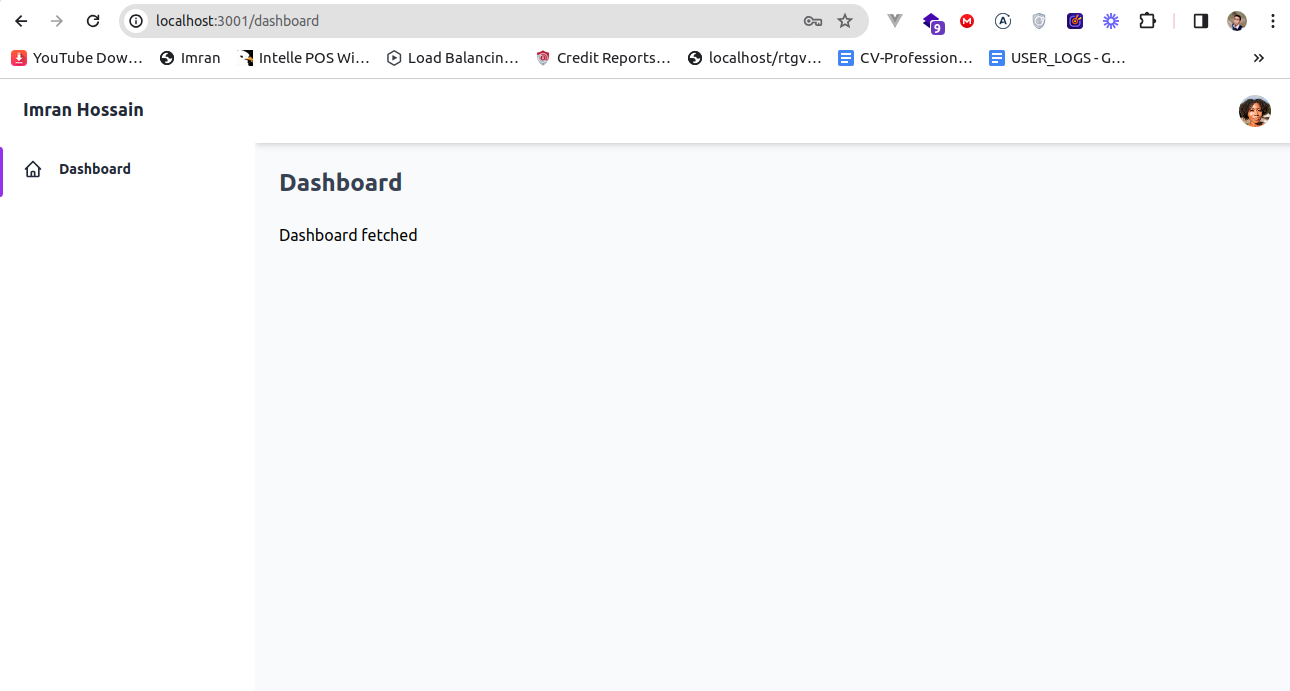 localhost:3001/dashboard
9
M
A
YouTube Dow...
Imran
Intelle POS Wi...
Load Balancin...
Credit Reports...
localhost/rtgv...
CV-Profession...
USER_LOGS - G...
Imran Hossain
Dashboard
Dashboard
Dashboard fetched